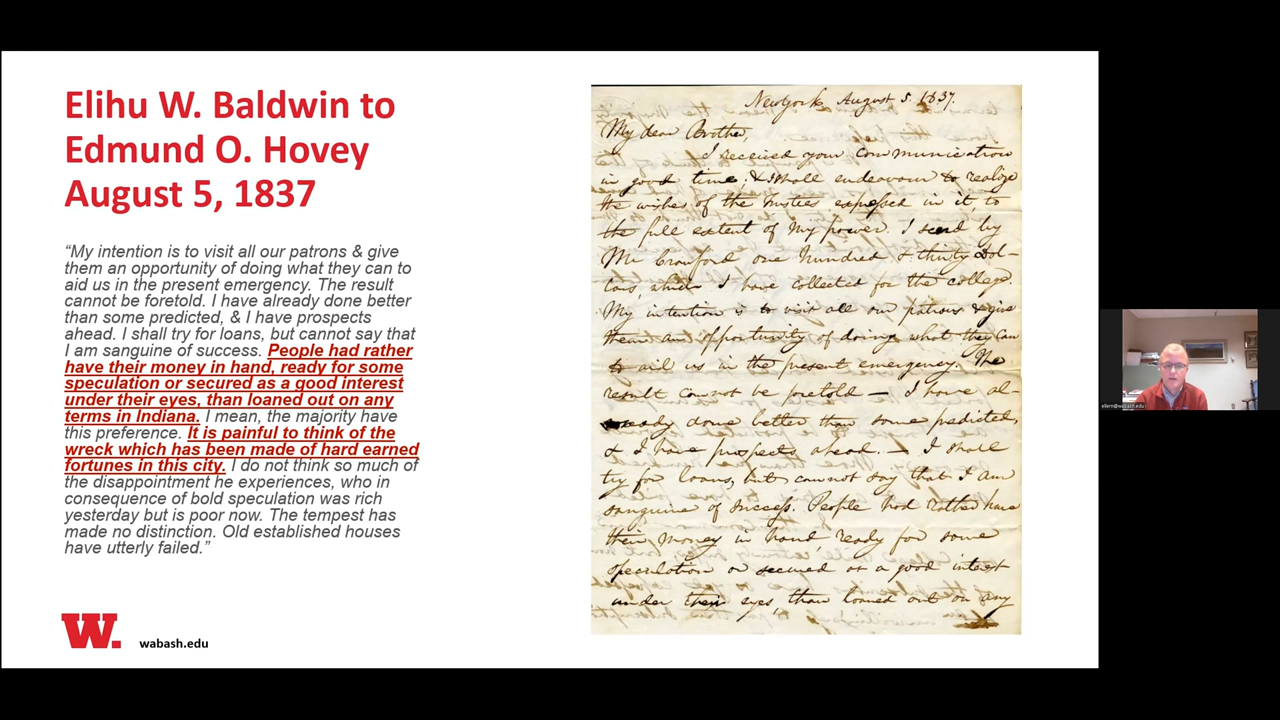 Elihu W. Baldwin to
Edmund O. Hovey
August 5, 1837
“My intention is to visit all our patrons & give
them an opportunity of doing what they can to
aid us in the present emergency. The result
cannot be foretold. I have already done better
than some predicted, & I have prospects
ahead. I shall try for loans, but cannot say that
I am sanguine of success. People had rather
have their money in hand, ready for some
speculation or secured as a good interest
under their eyes, than loaned out on any
terms in Indiana. I mean, the majority have
this preference. It is painful to think of the
wreck which has been made of hard earned
fortunes in this city. I do not think so much of
the disappointment he experiences, who in
consequence of bold speculation was rich
yesterday but is poor now. The tempest has
made no distinction. Old established houses
have utterly failed.”
W.
wabash.edu
New York, August 5. 1837.
My dear Brother,
I received your communication
in good time. & shall endeavour to realize
the wishes of the trustees expressed in it, to
the full extent of my power. I send by
Mr Crawford one hundred & thirty Dol-
lars, which I have collected for the college.
My intention is to visit all our patrons & give
them an opportunity of doing what they can
to aid us in the present emergency. The
result cannot be foretold — I have al
ready done better than some predicted
& I have prospects ahead. — I shall
try for loans, but cannot say that I am
sanguine of success. People had rather have
their money in hand, ready for some
speculation or secured at a good interest
under their eyes, than loaned out on any
ellern@wabash.edu